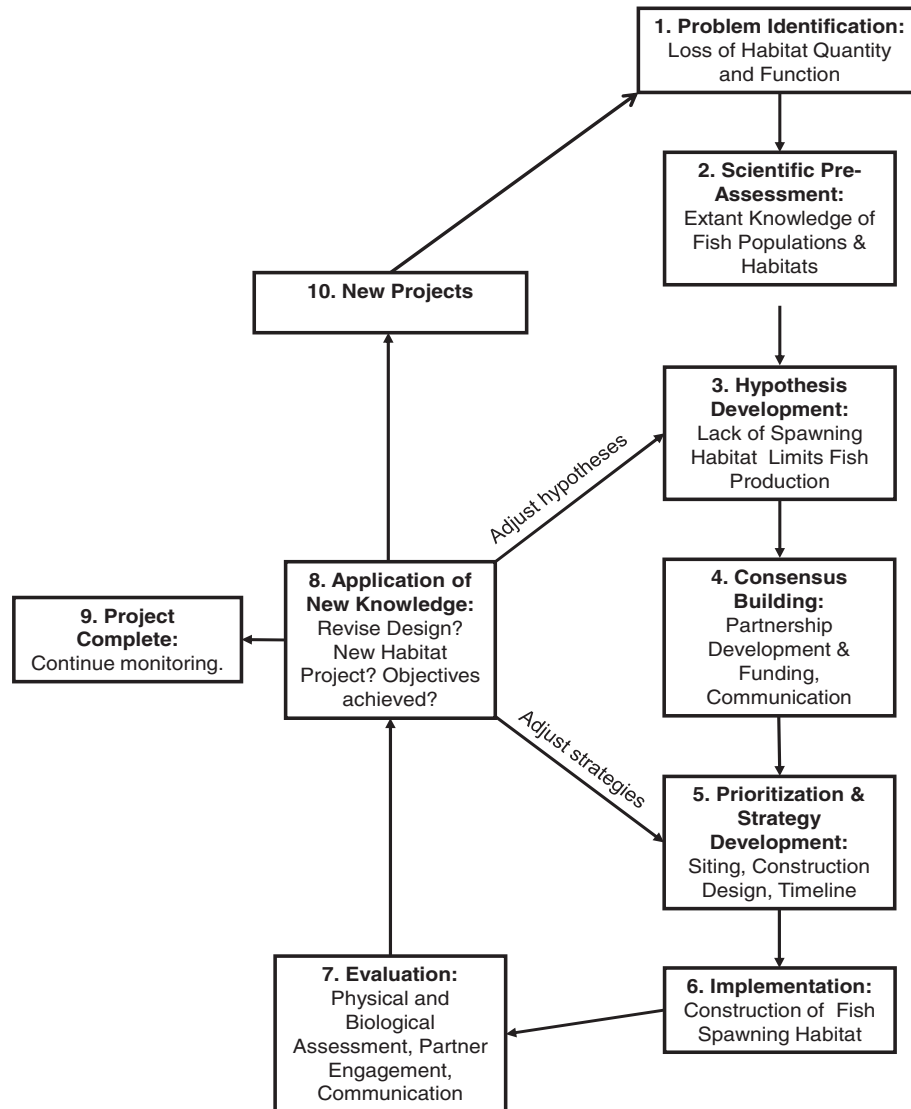 1. Problem Identification:
Loss of Habitat Quantity
and Function
2. Scientific Pre-
Assessment:
Extant Knowledge of
Fish Populations &
Habitats
10. New Projects
3. Hypothesis
Development:
Lack of Spawning
Habitat Limits Fish
Production
Adjust hypotheses
8. Application of
New Knowledge:
Revise Design?
New Habitat
Project? Objectives
achieved?
4. Consensus
Building:
Partnership
Development &
Funding,
Communication
9. Project
Complete:
Continue monitoring.
Adjust strategies
5. Prioritization &
Strategy
Development:
Siting, Construction
Design, Timeline
7. Evaluation:
Physical and
Biological
Assessment, Partner
Engagement,
Communication
6. Implementation:
Construction of Fish
Spawning Habitat